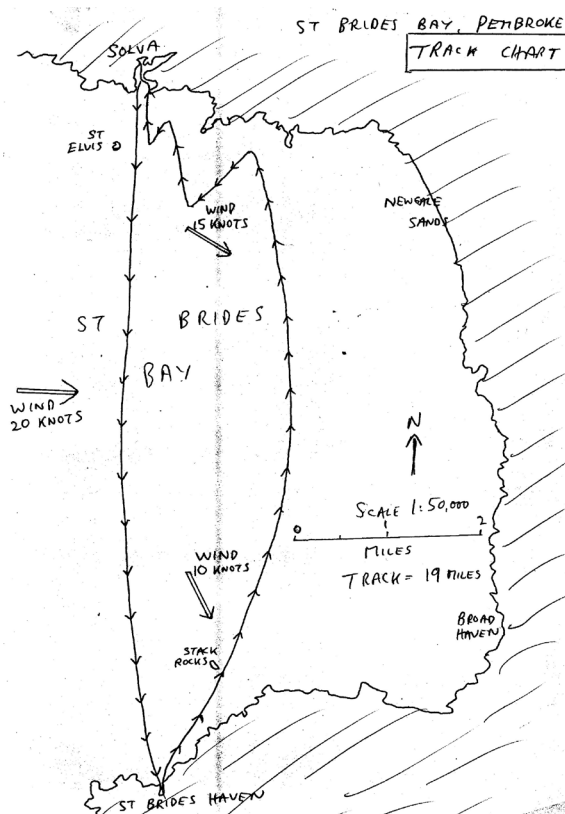 ST BRIDES BAY, PEMBROKE
TRACK CHART
SOLVA
ST
ELVIS
NEWGALE
SANDS
WIND
15 KNOTS
ST BRIDES
BAY
WIND
20 KNOTS
N
SCALE 1:50,000
0 2
MILES
TRACK = 19 MILES
WIND
10 KNOTS
STACK
ROCKS
BROAD
HAVEN
ST BRIDES HAVEN